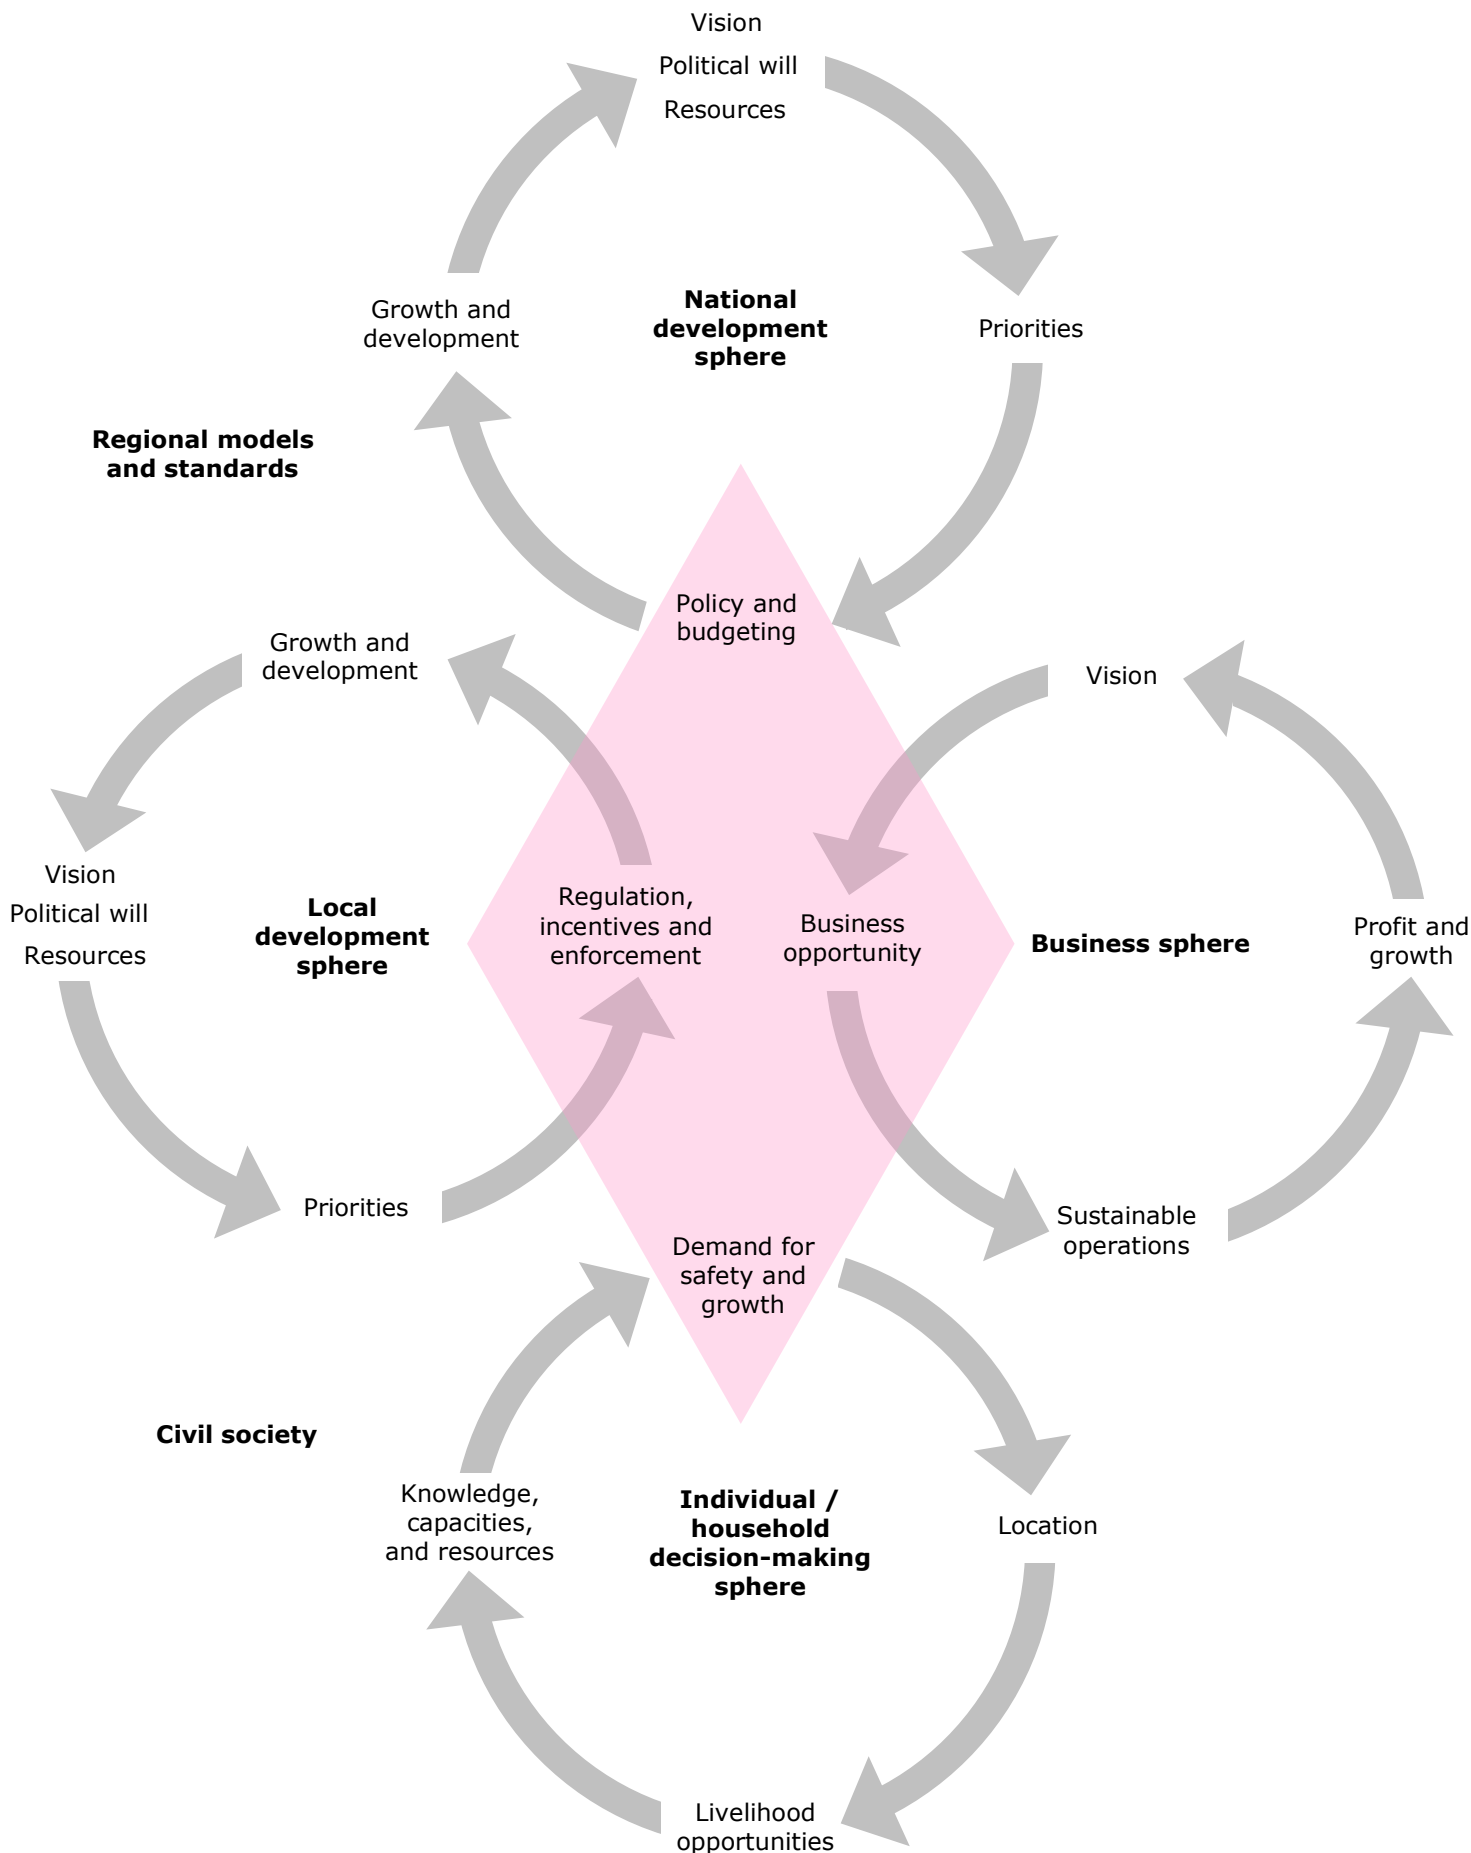 Vision
Political will
Resources
Growth and
development
National
development
sphere
Priorities
Regional models
and standards
Policy and
budgeting
Growth and
development
Vision
Vision
Political will
Resources
Local
development
sphere
Regulation,
incentives and
enforcement
Business
opportunity
Business sphere
Profit and
growth
Priorities
Sustainable
operations
Demand for
safety and
growth
Civil society
Knowledge,
capacities,
and resources
Individual /
household
decision-making
sphere
Location
Livelihood
opportunities